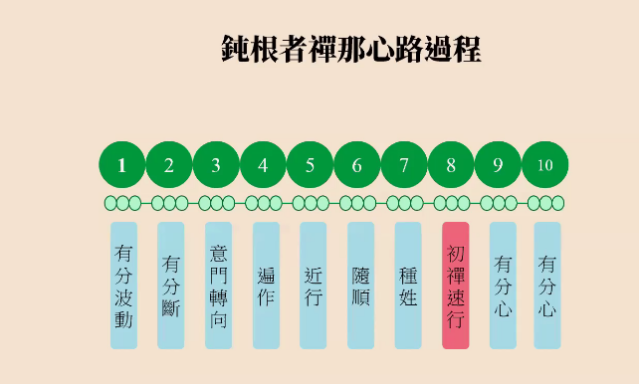 鈍根者禪那心路過程
1 2 3 4 5 6 7 8 9 10
有分波動
有分斷
意門轉向
遍作
近行
隨順
種姓
初禪速行
有分心
有分心